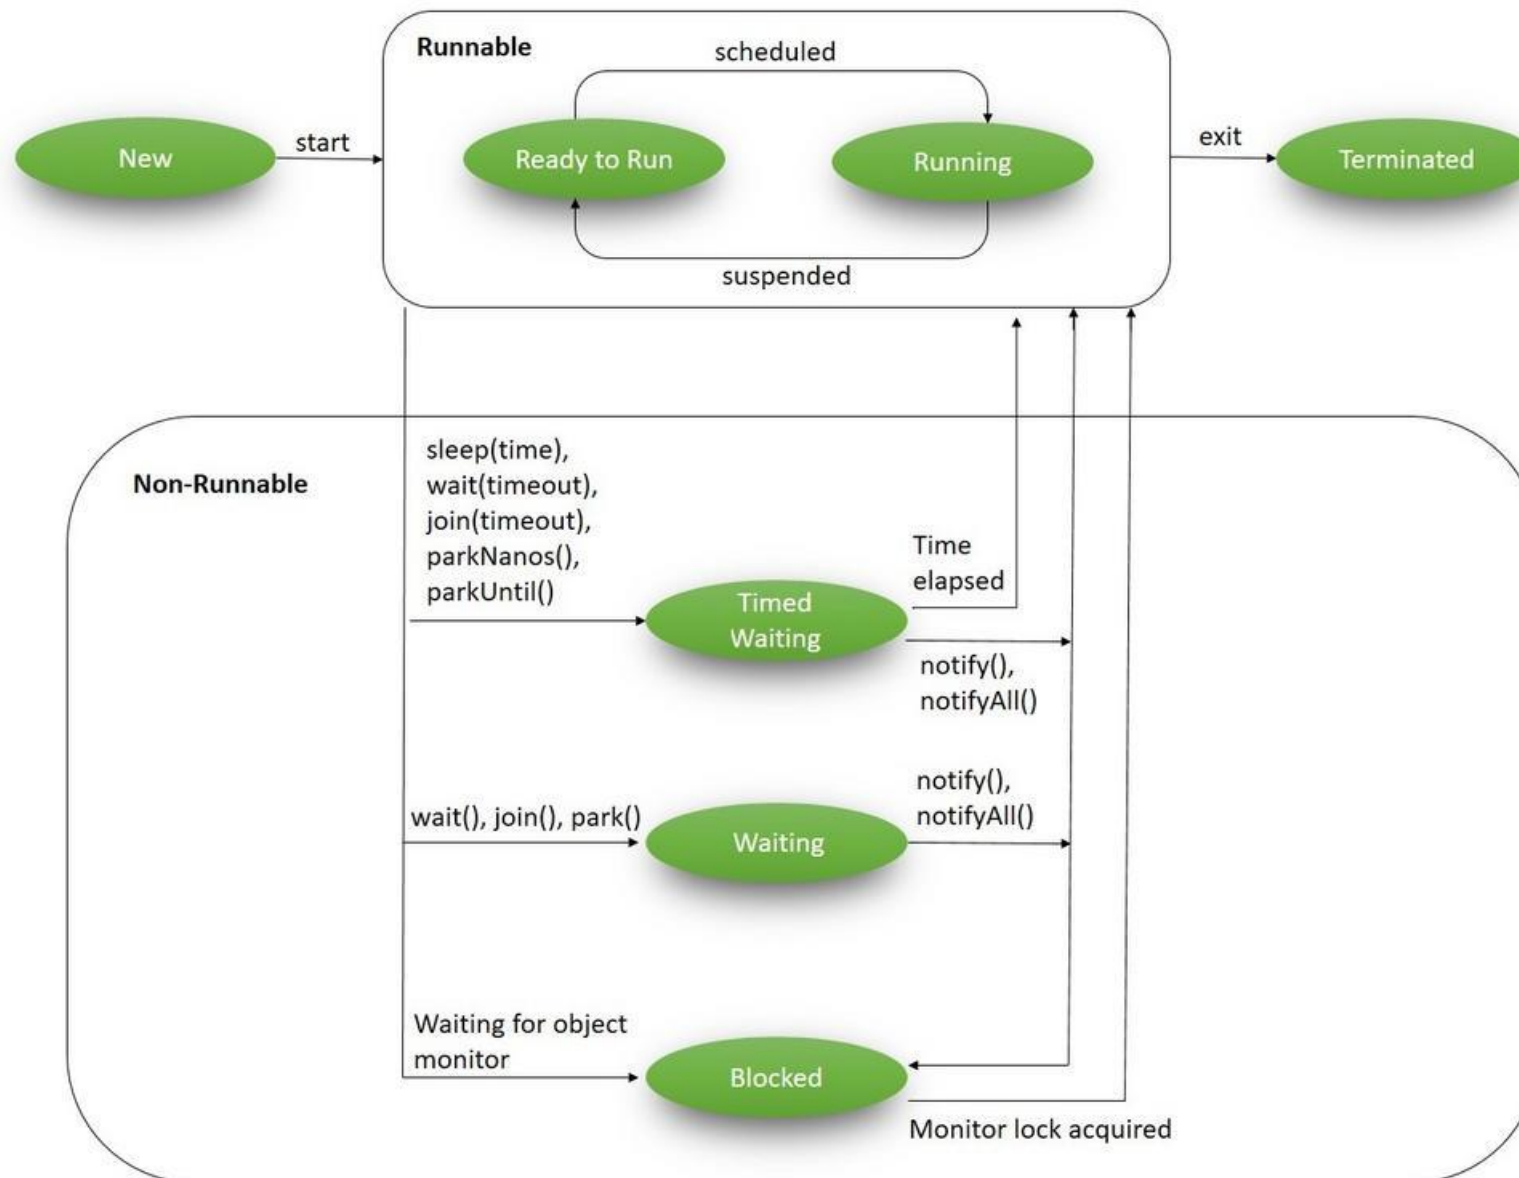 Runnable
scheduled
New
start
Ready to Run
Running
exit
Terminated
suspended
Non-Runnable
sleep(time),
wait(timeout),
join(timeout),
parkNanos(),
parkUntil()
Time
elapsed
Timed
Waiting
notify(),
notifyAll()
wait(), join(), park()
Waiting
notify(),
notifyAll()
Waiting for object
monitor
Blocked
Monitor lock acquired